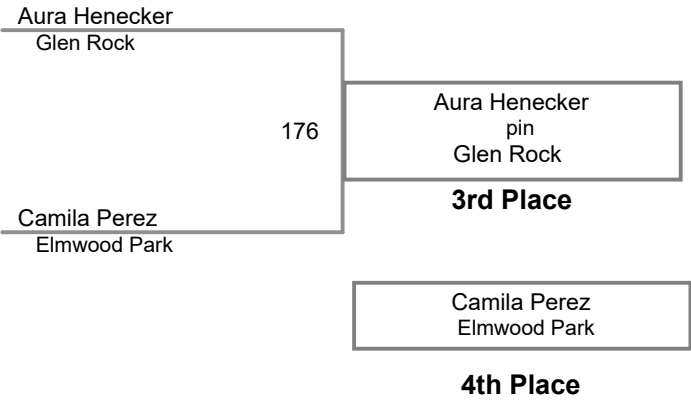 Aura Henecker
Glen Rock
176
Aura Henecker
pin
Glen Rock
3rd Place
Camila Perez
Elmwood Park
Camila Perez
Elmwood Park
4th Place